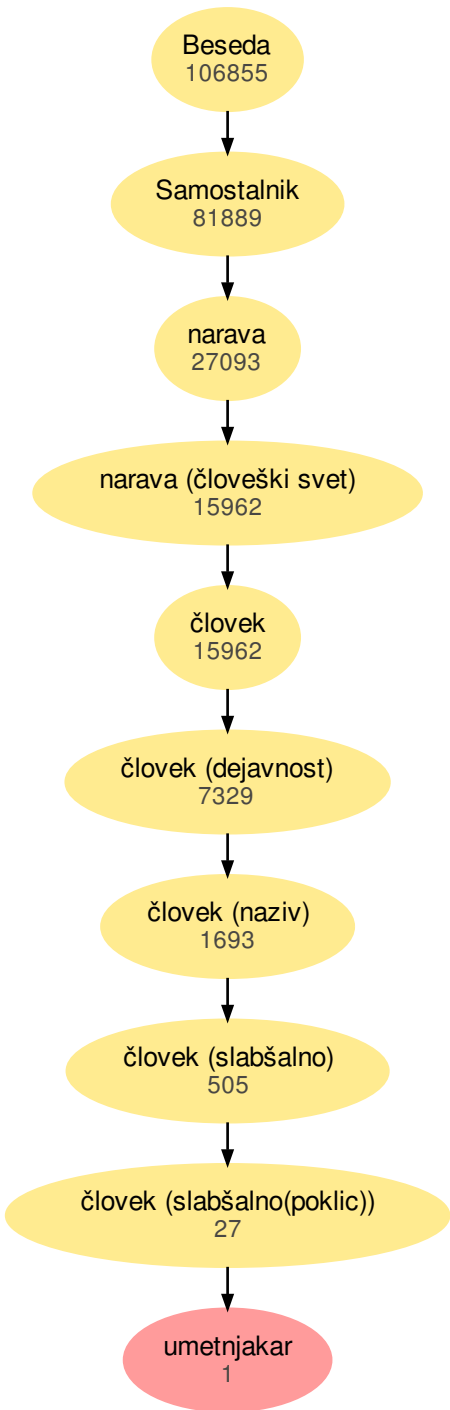 Beseda
106855
Samostalnik
81889
narava
27093
narava (človeški svet)
15962
človek
15962
človek (dejavnost)
7329
človek (naziv)
1693
človek (slabšalno)
505
človek (slabšalno(poklic))
27
umetnjakar
1